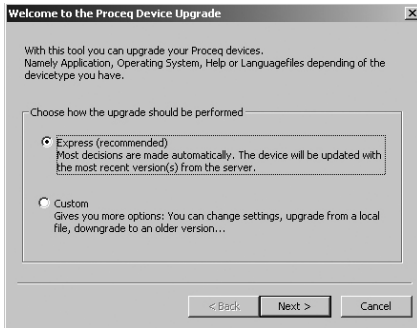 Welcome to the Proceq Device Upgrade
With this tool you can upgrade your Proceq devices.
Namely Application, Operating System, Help or Languagefiles depending of the
devicetype you have.
Choose how the upgrade should be performed
Express (recommended)
Most decisions are made automatically. The device will be updated with
the most recent version(s) from the server.
Custom
Gives you more options: You can change settings, upgrade from a local
file, downgrade to an older version...
< Back Next > Cancel